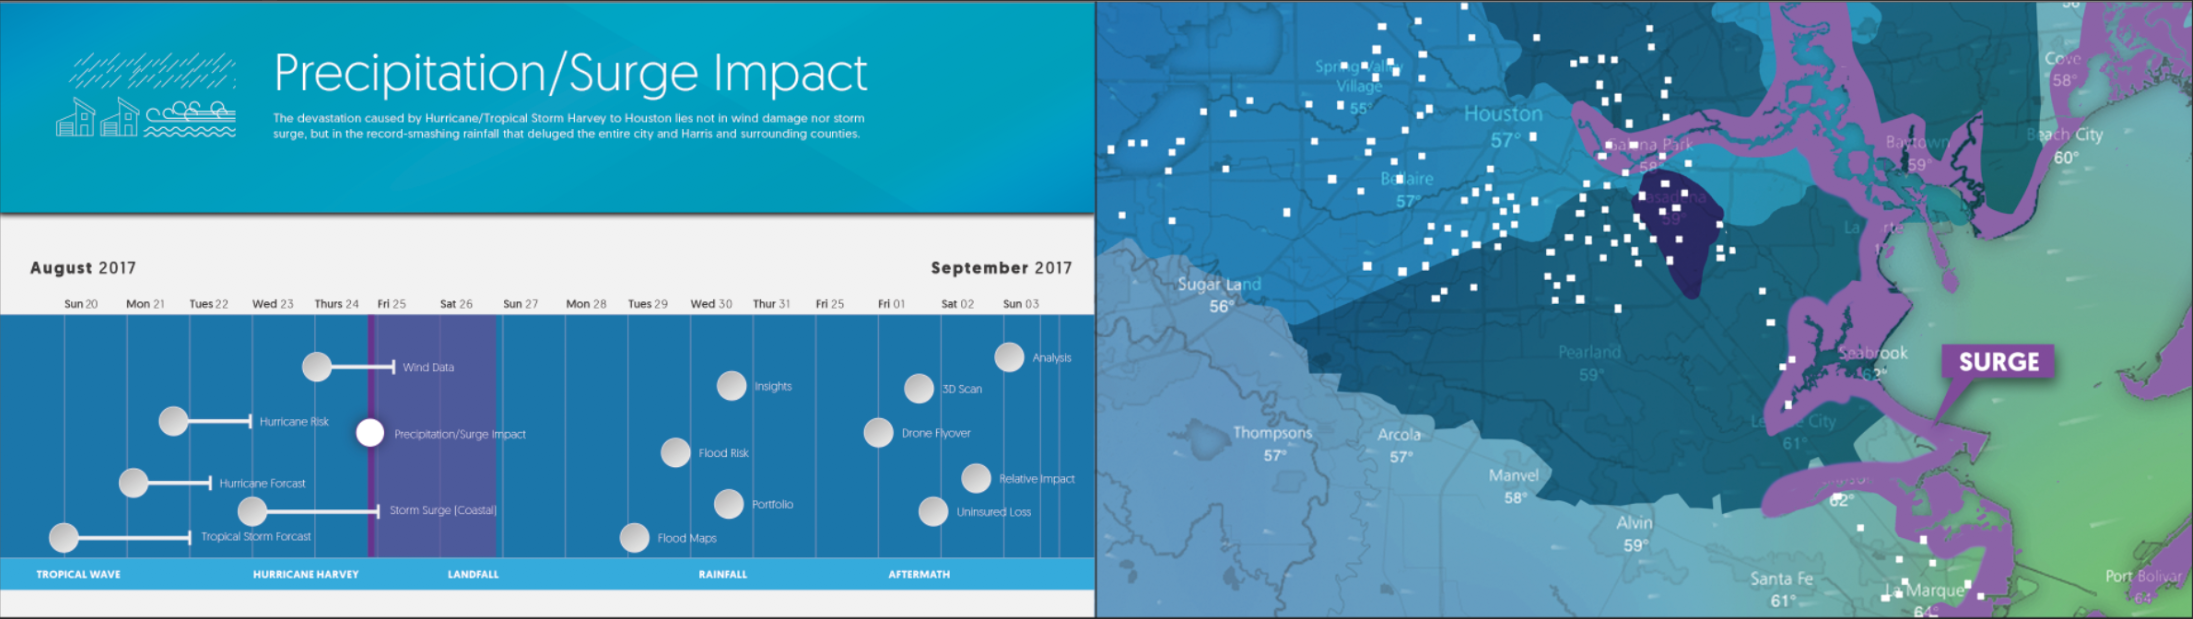 Precipitation/Surge Impact
The devastation caused by Hurricane/Tropical Storm Harvey to Houston lies not in wind damage nor storm
surge, but in the record-smashing rainfall that deluged the entire city and Harris and surrounding counties.
August 2017
September 2017
Sun 20 Mon 21 Tues 22 Wed 23 Thurs 24 Fri 25 Sat 26 Sun 27 Mon 28 Tues 29 Wed 30 Thur 31 Fri 25 Fri 01 Sat 02 Sun 03
Analysis
Wind Data
Insights
3D Scan
Hurricane Risk
Precipitation/Surge Impact
Drone Flyover
Flood Risk
Hurricane Forcast
Relative Impact
Portfolio
Storm Surge [Coastal]
Uninsured Loss
Tropical Storm Forcast
Flood Maps
TROPICAL WAVE HURRICANE HARVEY LANDFALL RAINFALL AFTERMATH
Cove
58°
Spring Valley
Village
55°
Houston
57°
Beach City
60°
Baytown
59°
Galena Park
58°
Bellaire
57°
59°
La
Sugar Land
56°
Pearland
59°
Seabrook
62°
SURGE
City
61°
Thompsons
57°
Arcola
57°
Manvel
58°
62°
Alvin
59°
Santa Fe
61°
La Marque
64°
Port Bolivar
64